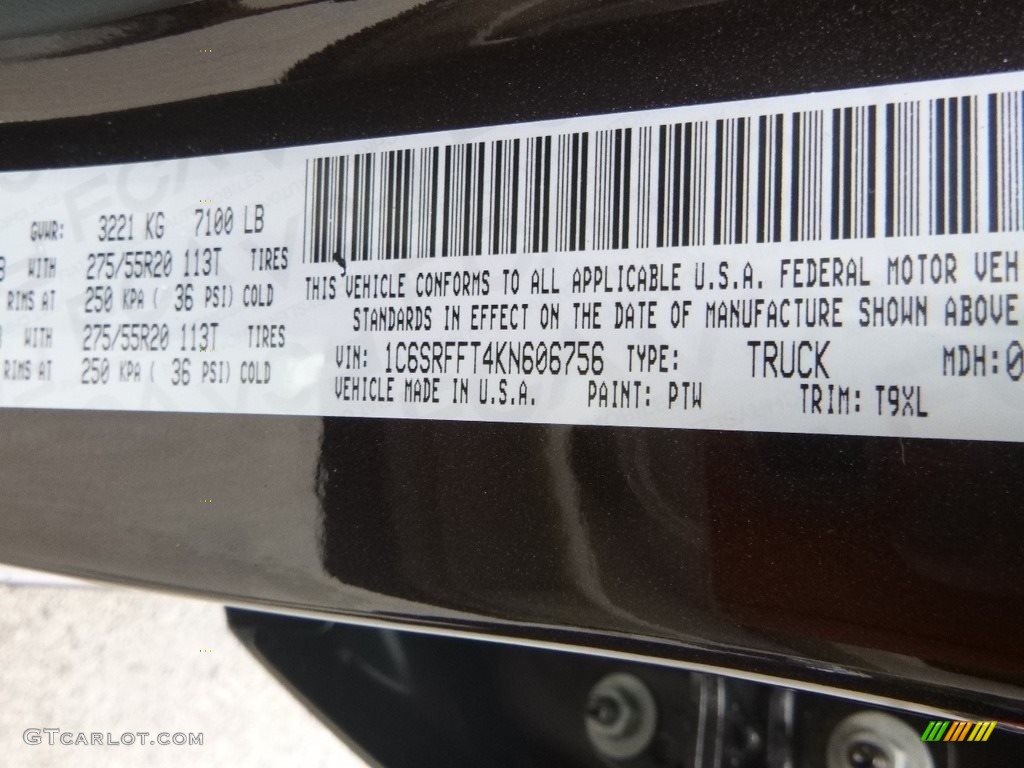 GVWR: 3221 KG 7100 LB
WITH 275/55R20 113T TIRES
RIMS AT 250 KPA ( 36 PSI) COLD
WITH 275/55R20 113T TIRES
RIMS AT 250 KPA ( 36 PSI) COLD
THIS VEHICLE CONFORMS TO ALL APPLICABLE U.S.A. FEDERAL MOTOR VEH
STANDARDS IN EFFECT ON THE DATE OF MANUFACTURE SHOWN ABOVE
VIN: 1C6SRFFT4KN606756 TYPE: TRUCK MDH:0
VEHICLE MADE IN U.S.A. PAINT: PTW TRIM: T9XL
GTcarlot.com